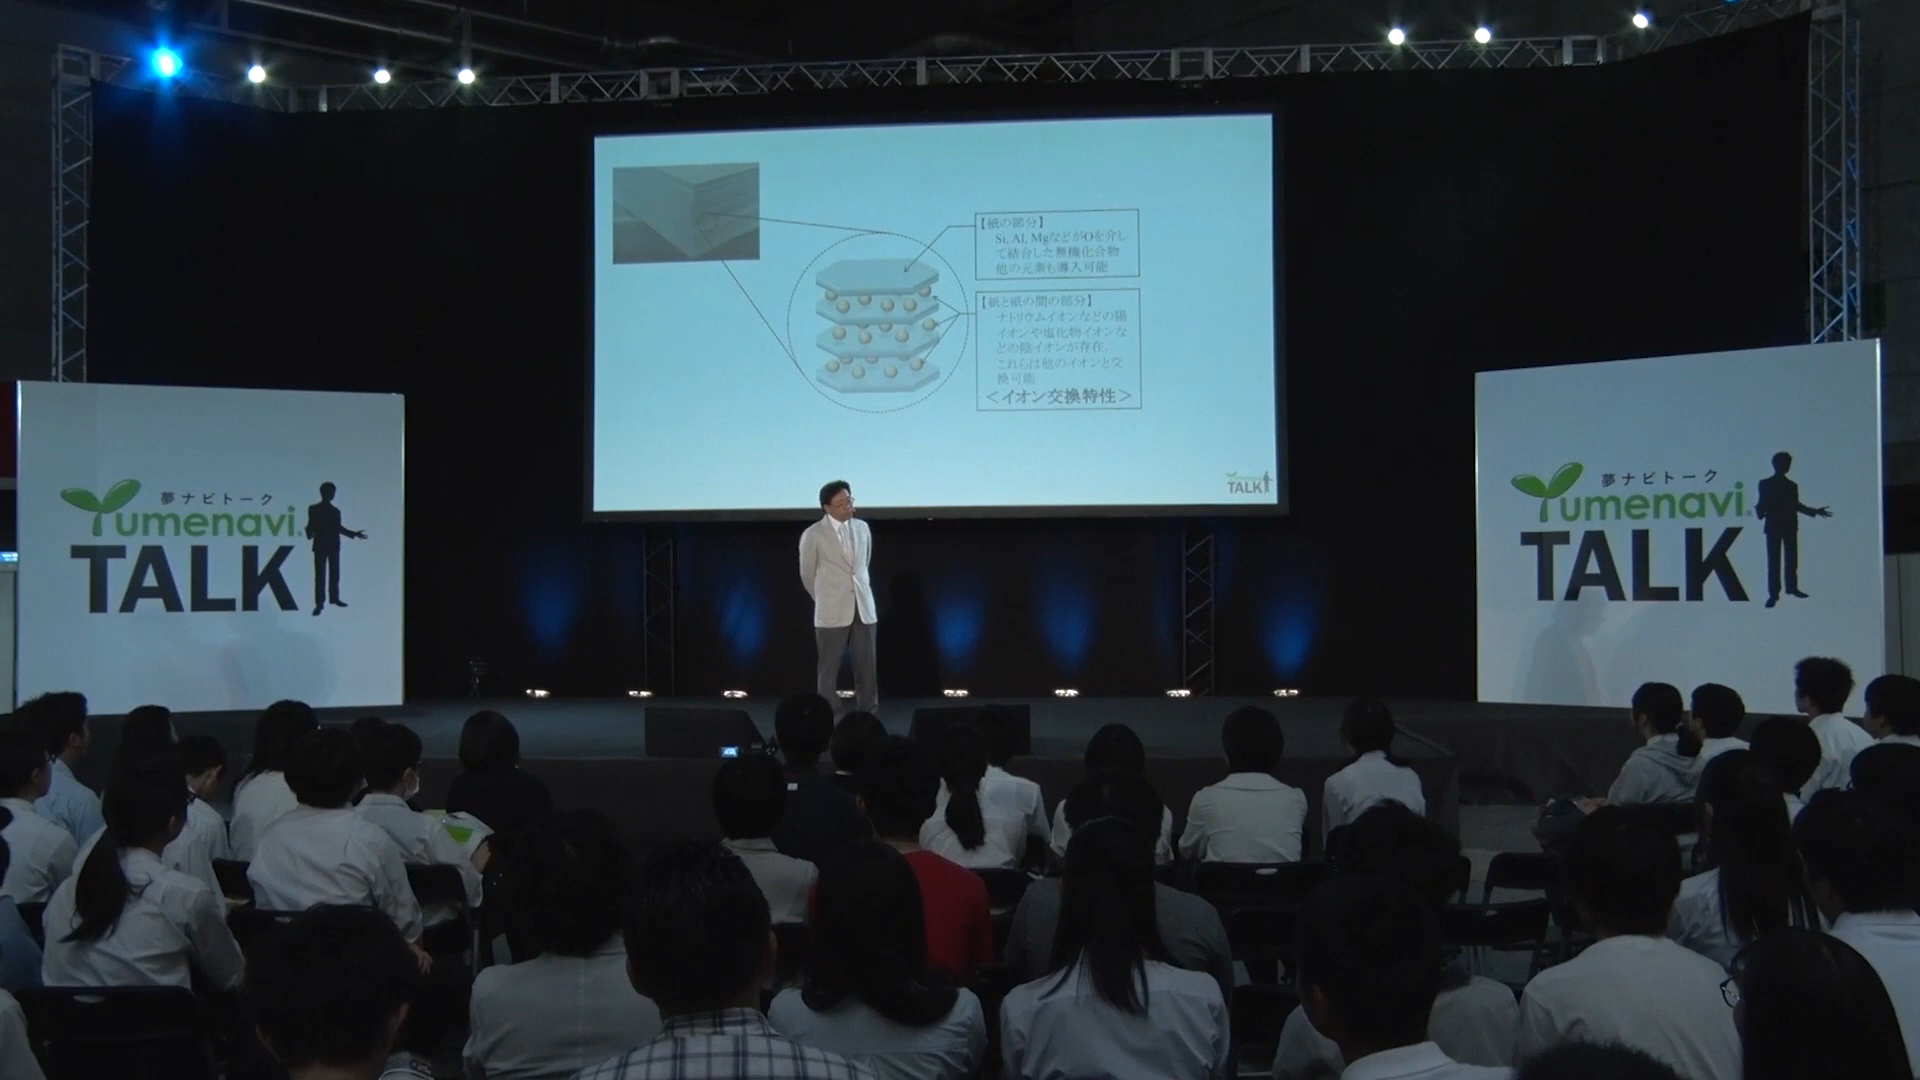 【紙の部分】
Si, Al, MgなどがOを介し
て結合した無機化合物
他の元素も導入可能
【紙と紙の間の部分】
ナトリウムイオンなどの陽
イオンや塩化物イオンな
どの陰イオンが存在.
これらは他のイオンと交
換可能
＜イオン交換特性＞
Yumenavi
TALK
夢ナビトーク
Yumenavi
TALK
夢ナビトーク
Yumenavi
TALK